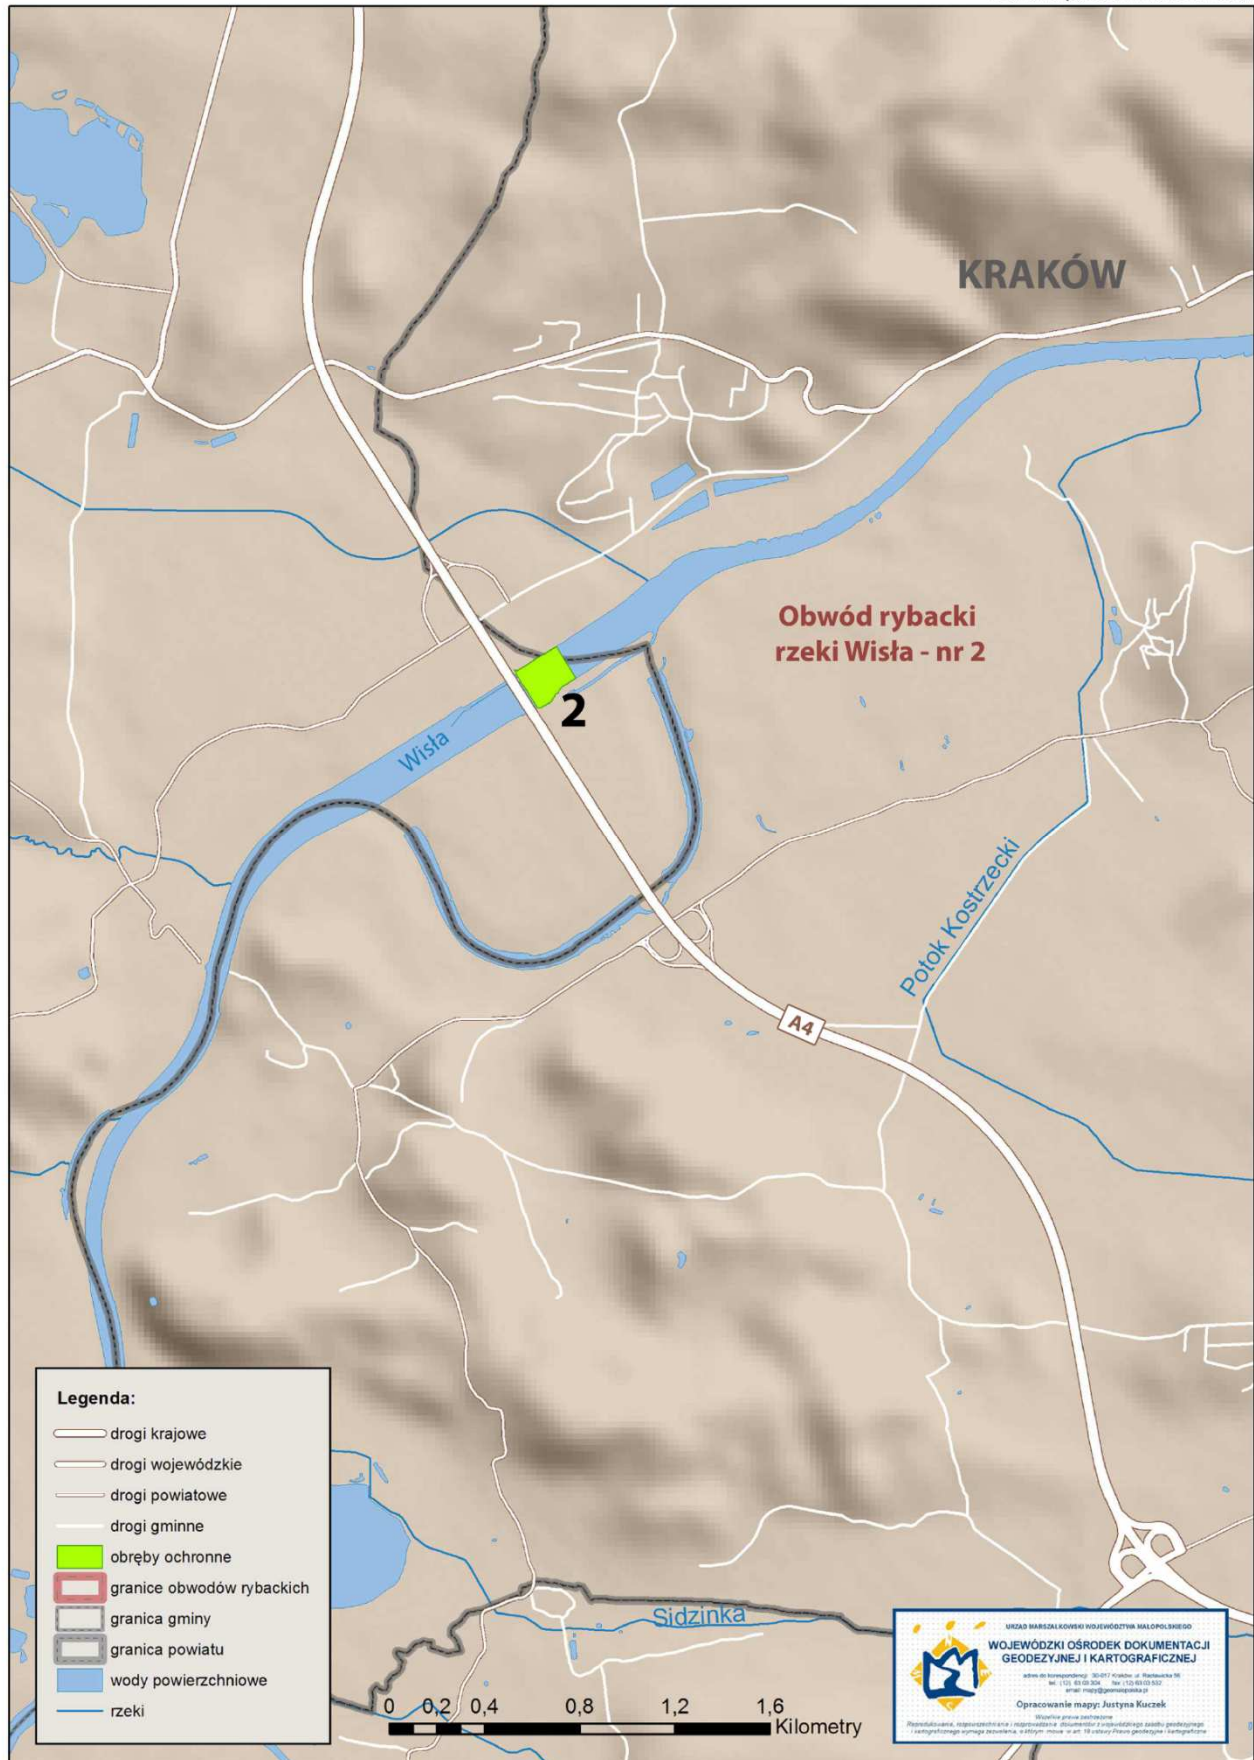 KRAKÓW
Obwód rybacki
rzeki Wisła - nr 2
2
Wisła
Potok Kostrzecki
A4
Sidzinka
Legenda:
drogi krajowe
drogi wojewódzkie
drogi powiatowe
drogi gminne
obręby ochronne
granice obwodów rybackich
granica gminy
granica powiatu
wody powierzchniowe
rzeki
0 0,2 0,4 0,8 1,2 1,6
Kilometry
URZĄD MARSZAŁKOWSKI WOJEWÓDZTWA MAŁOPOLSKIEGO
WOJEWÓDZKI OŚRODEK DOKUMENTACJI
GEODEZYJNEJ I KARTOGRAFICZNEJ
Opracowanie mapy: Justyna Kuczek
Wszelkie prawa zastrzeżone